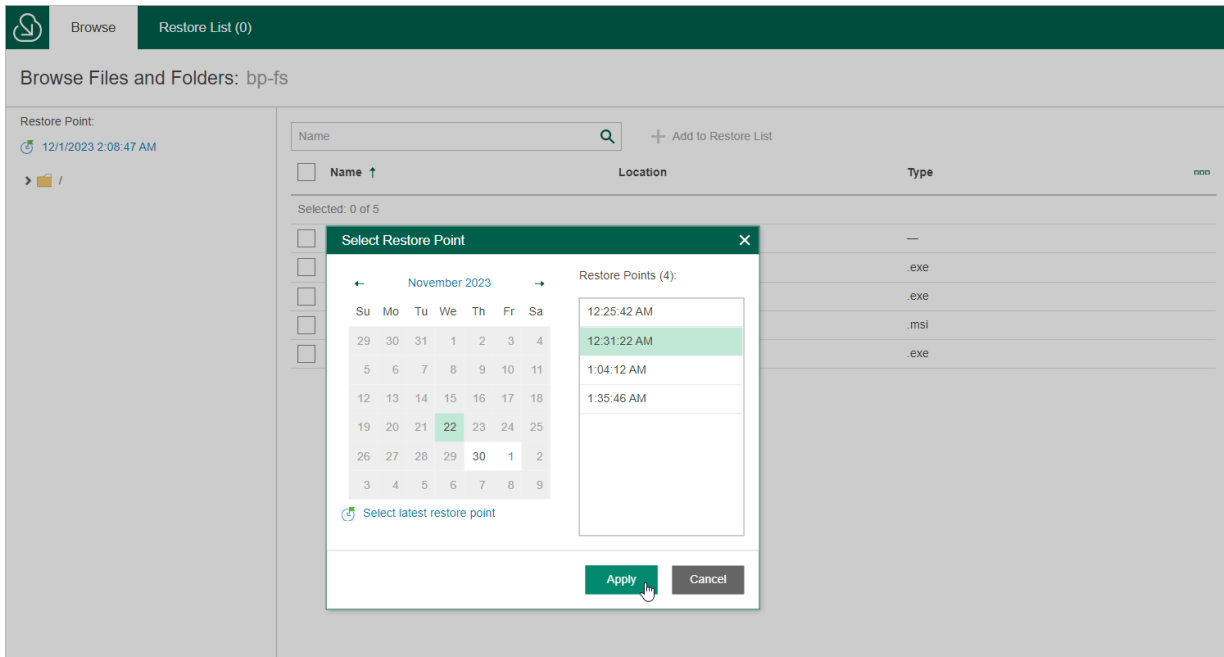 Browse Restore List (0)
Browse Files and Folders: bp-fs
Restore Point:
12/1/2023 2:08:47 AM
/
Name
Add to Restore List
Name Location Type
Selected: 0 of 5
—
.exe
.exe
.msi
.exe
Select Restore Point
November 2023
Su Mo Tu We Th Fr Sa
29 30 31 1 2 3 4
5 6 7 8 9 10 11
12 13 14 15 16 17 18
19 20 21 22 23 24 25
26 27 28 29 30 1 2
3 4 5 6 7 8 9
Select latest restore point
Restore Points (4):
12:25:42 AM
12:31:22 AM
1:04:12 AM
1:35:46 AM
Apply Cancel